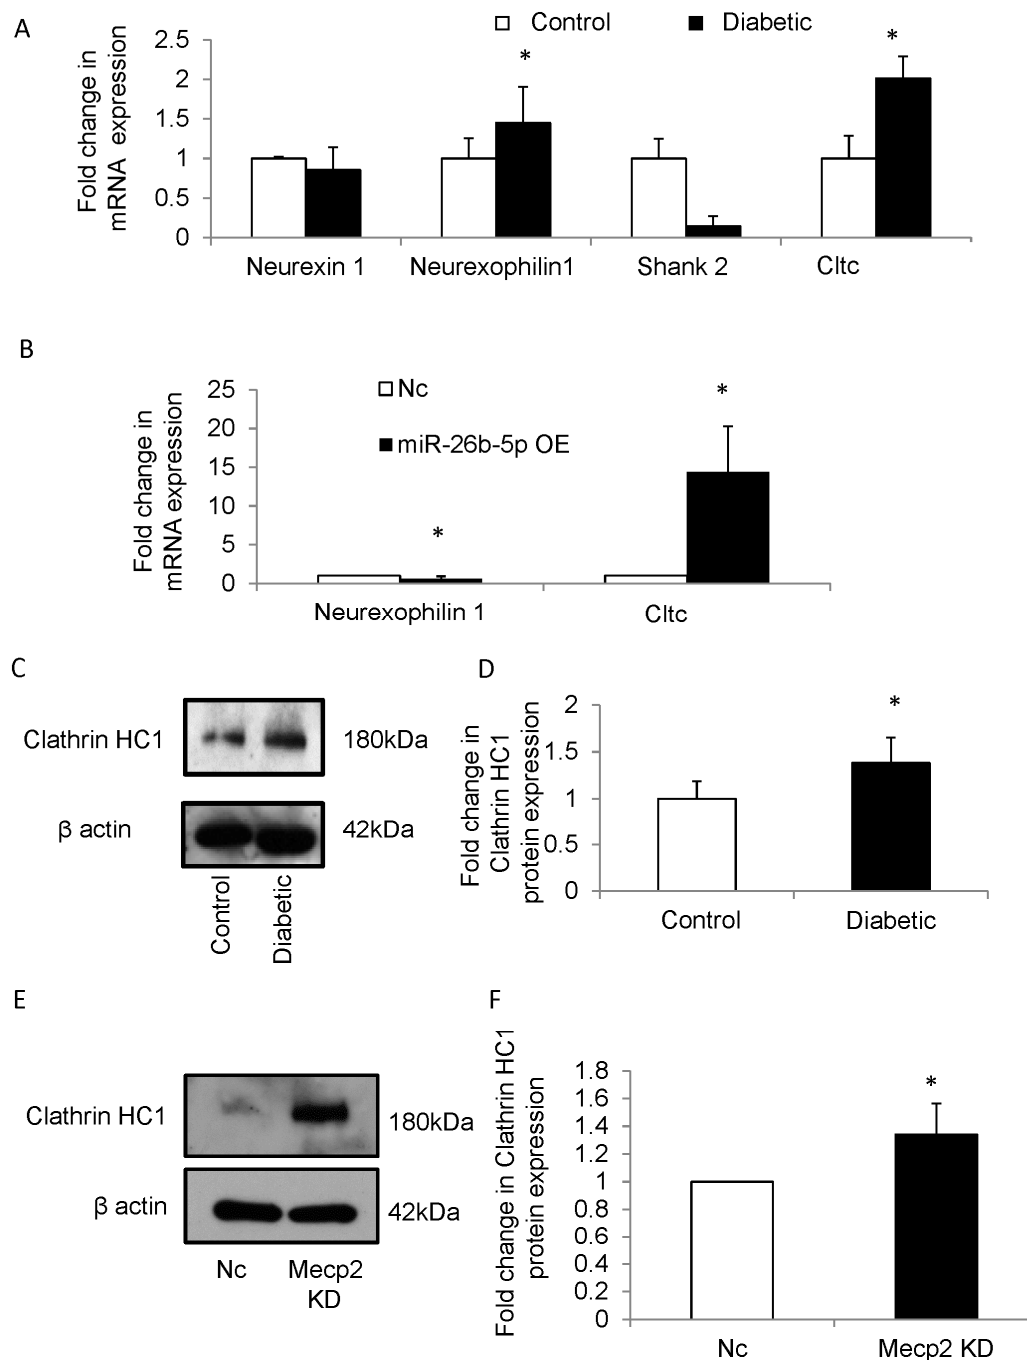 A
Control
Diabetic
Fold change in
mRNA expression
2.5
2
1.5
1
0.5
0
*
*
Neurexin 1
Neurexophilin1
Shank 2
Cltc
B
Fold change in
mRNA expression
25
20
15
10
5
0
Nc
miR-26b-5p OE
*
*
Neurexophilin 1
Cltc
C
Clathrin HC1
180kDa
β actin
42kDa
Control
Diabetic
D
Fold change in
Clathrin HC1
protein expression
2
1.5
1
0.5
0
*
Control
Diabetic
E
Clathrin HC1
180kDa
β actin
42kDa
Nc
Mecp2
KD
F
Fold change in Clathrin HC1
protein expression
1.8
1.6
1.4
1.2
1
0.8
0.6
0.4
0.2
0
*
Nc
Mecp2 KD